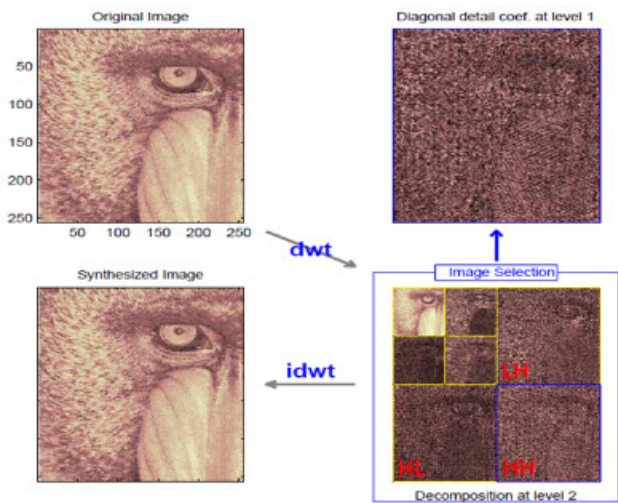 Original Image
50
100
150
200
250
50 100 150 200 250
Diagonal detail coef. at level 1
dwt
Synthesized Image
idwt
Image Selection
LH
HL
HH
Decomposition at level 2